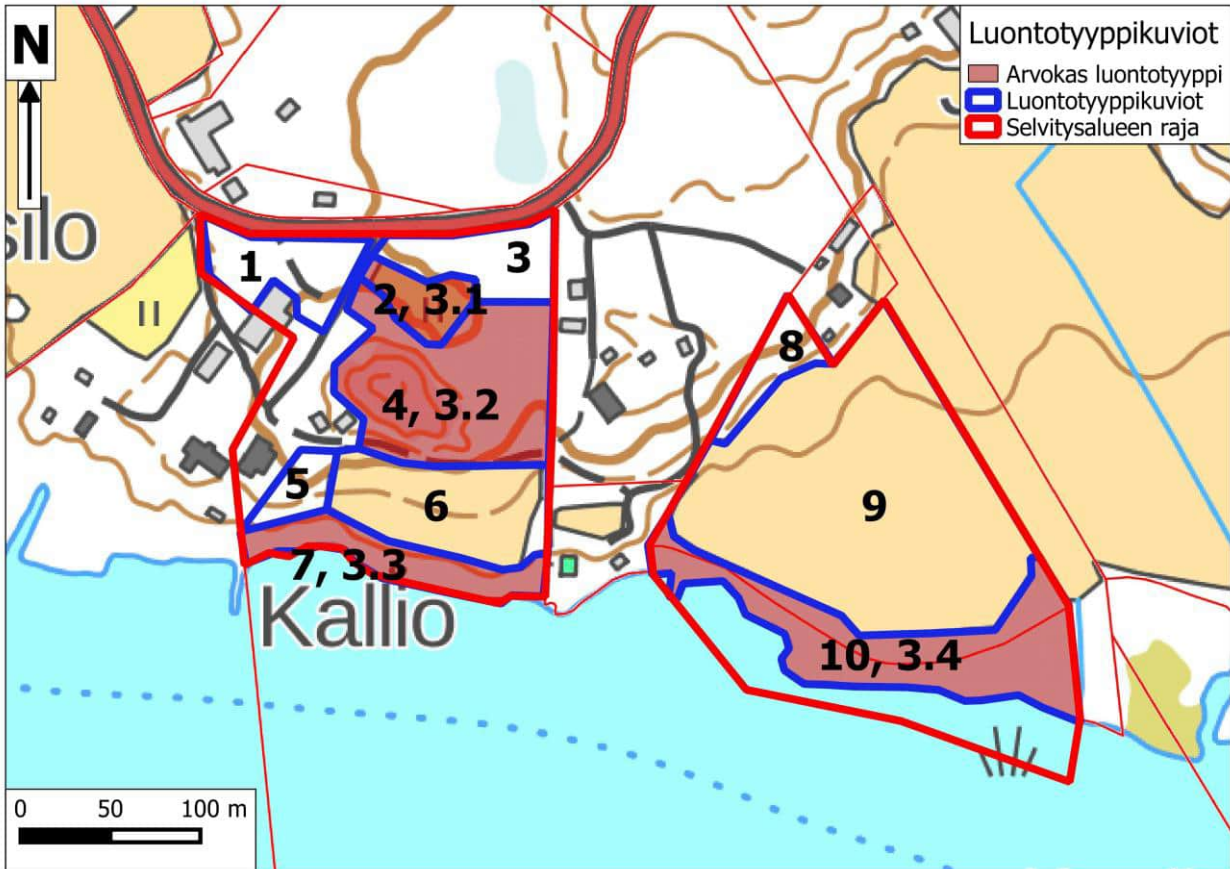 N
Luontotyyppikuviot
Arvokas luontotyyppi
Luontotyyppikuviot
Selvitysalueen raja
silo
1
3
II
2, 3.1
8
4, 3.2
5
6
9
7, 3.3
Kallio
10, 3.4
0 50 100 m